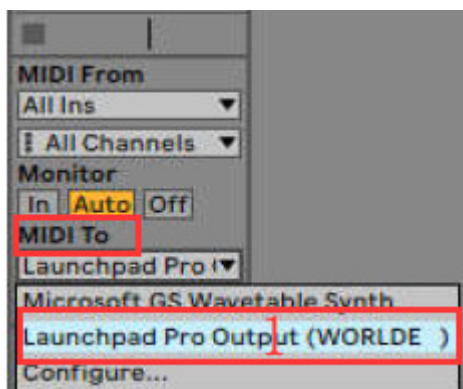 MIDI From
All Ins
All Channels
Monitor
In Auto Off
MIDI To
Launchpad Pro (
Microsoft GS Wavetable Synth
Launchpad Pro Output (WORLDE )
Configure...